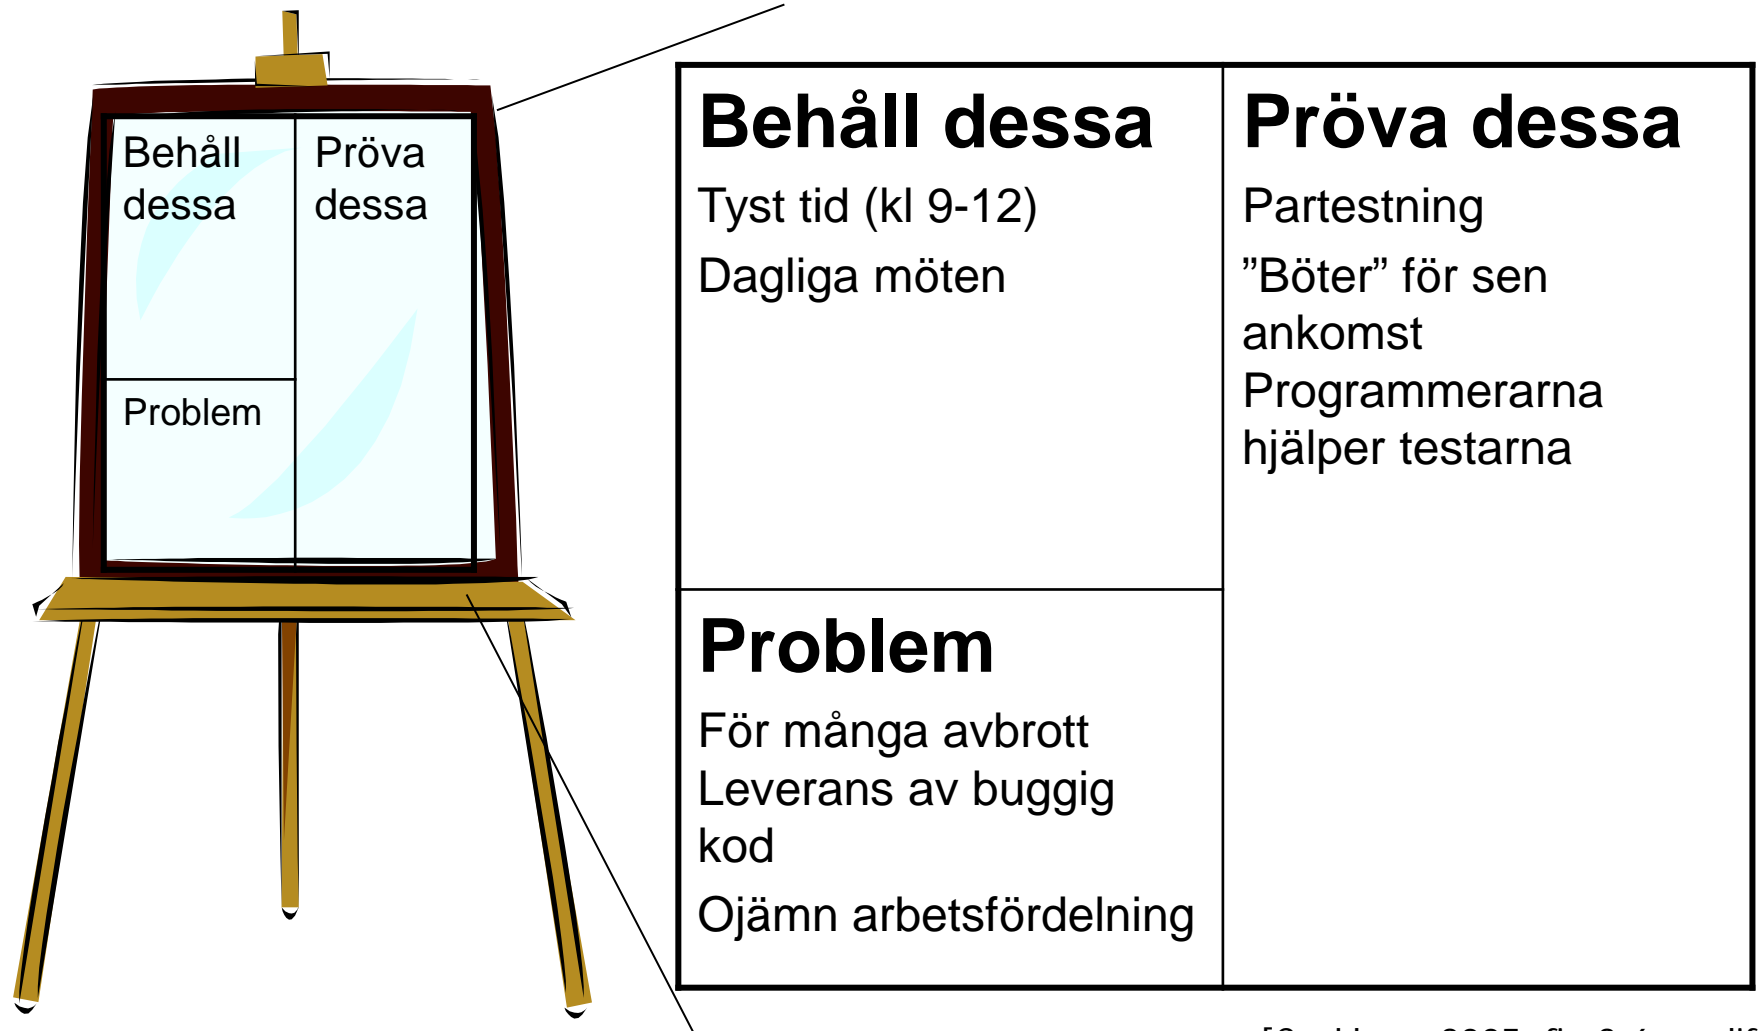 Behåll
dessa
Pröva
dessa
Problem
Behåll dessa
Tyst tid (kl 9-12)
Dagliga möten
Problem
För många avbrott
Leverans av buggig
kod
Ojämn arbetsfördelning
Pröva dessa
Partestning
”Böter” för sen
ankomst
Programmerarna
hjälper testarna